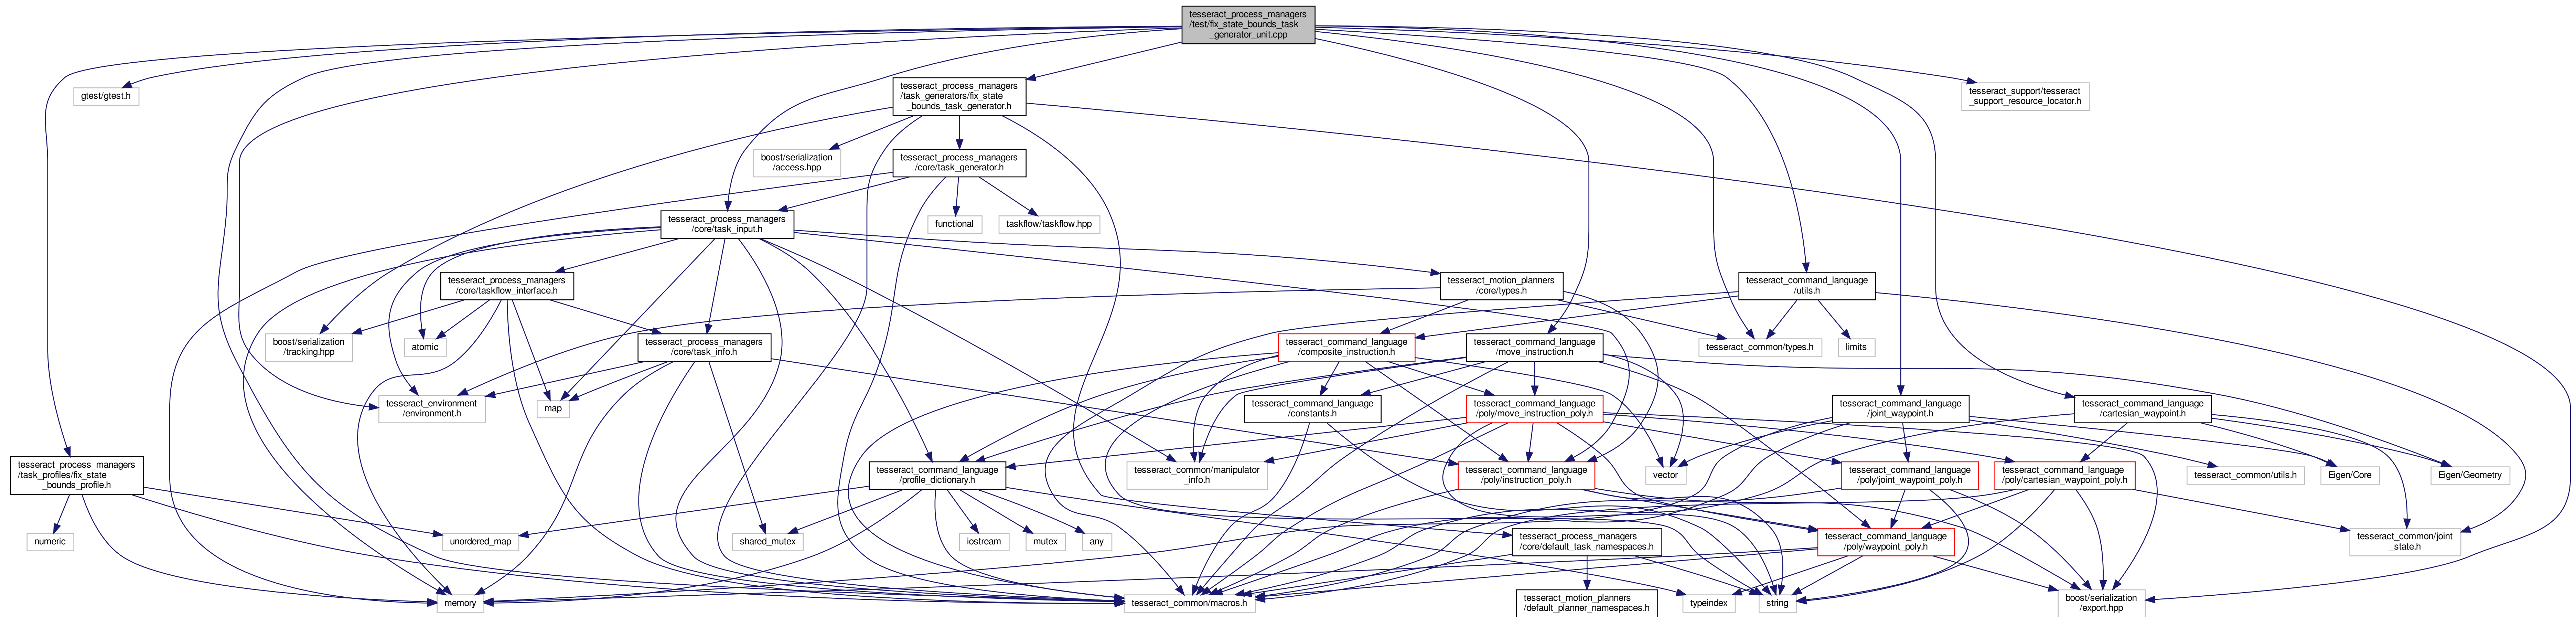 tesseract_process_managers
/test/fix_state_bounds_task
_generator_unit.cpp
gtest/gtest.h
tesseract_process_managers
/task_generators/fix_state
_bounds_task_generator.h
tesseract_support/tesseract
_support_resource_locator.h
boost/serialization
/access.hpp
tesseract_process_managers
/core/task_generator.h
tesseract_process_managers
/core/task_input.h
functional
taskflow/taskflow.hpp
tesseract_process_managers
/core/taskflow_interface.h
tesseract_motion_planners
/core/types.h
tesseract_command_language
/utils.h
boost/serialization
/tracking.hpp
atomic
tesseract_process_managers
/core/task_info.h
tesseract_command_language
/composite_instruction.h
tesseract_command_language
/move_instruction.h
tesseract_common/types.h
limits
tesseract_environment
/environment.h
map
tesseract_command_language
/constants.h
tesseract_command_language
/poly/move_instruction_poly.h
tesseract_command_language
/joint_waypoint.h
tesseract_command_language
/cartesian_waypoint.h
tesseract_process_managers
/task_profiles/fix_state
_bounds_profile.h
tesseract_command_language
/profile_dictionary.h
tesseract_common/manipulator
_info.h
tesseract_command_language
/poly/instruction_poly.h
vector
tesseract_command_language
/poly/joint_waypoint_poly.h
tesseract_command_language
/poly/cartesian_waypoint_poly.h
tesseract_common/utils.h
Eigen/Core
Eigen/Geometry
numeric
unordered_map
shared_mutex
iostream
mutex
any
tesseract_process_managers
/core/default_task_namespaces.h
tesseract_command_language
/poly/waypoint_poly.h
tesseract_common/joint
_state.h
memory
tesseract_common/macros.h
tesseract_motion_planners
/default_planner_namespaces.h
typeindex
string
boost/serialization
/export.hpp